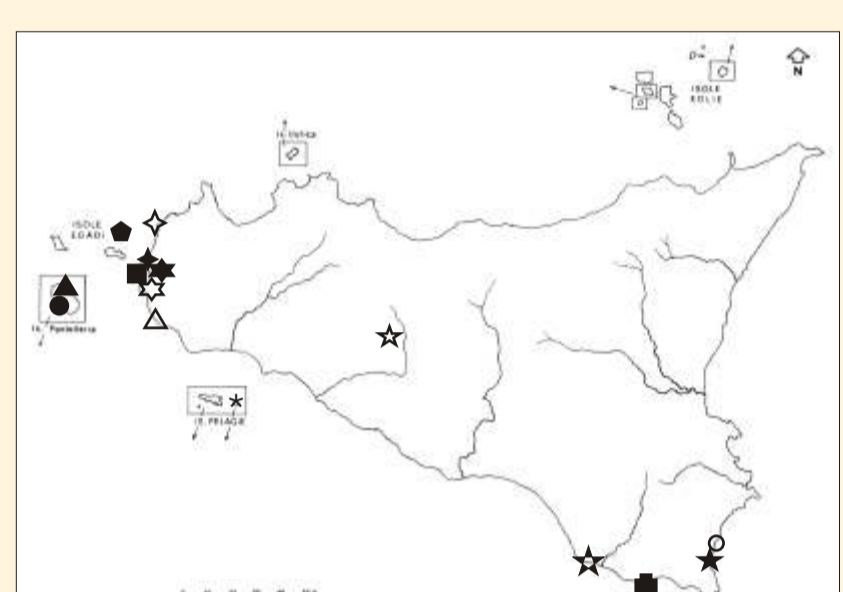 N
ISOLE
EOLIE
Is. Ustica
ISOLE
EGADI
Is. Pantelleria
IS. PELAGIE